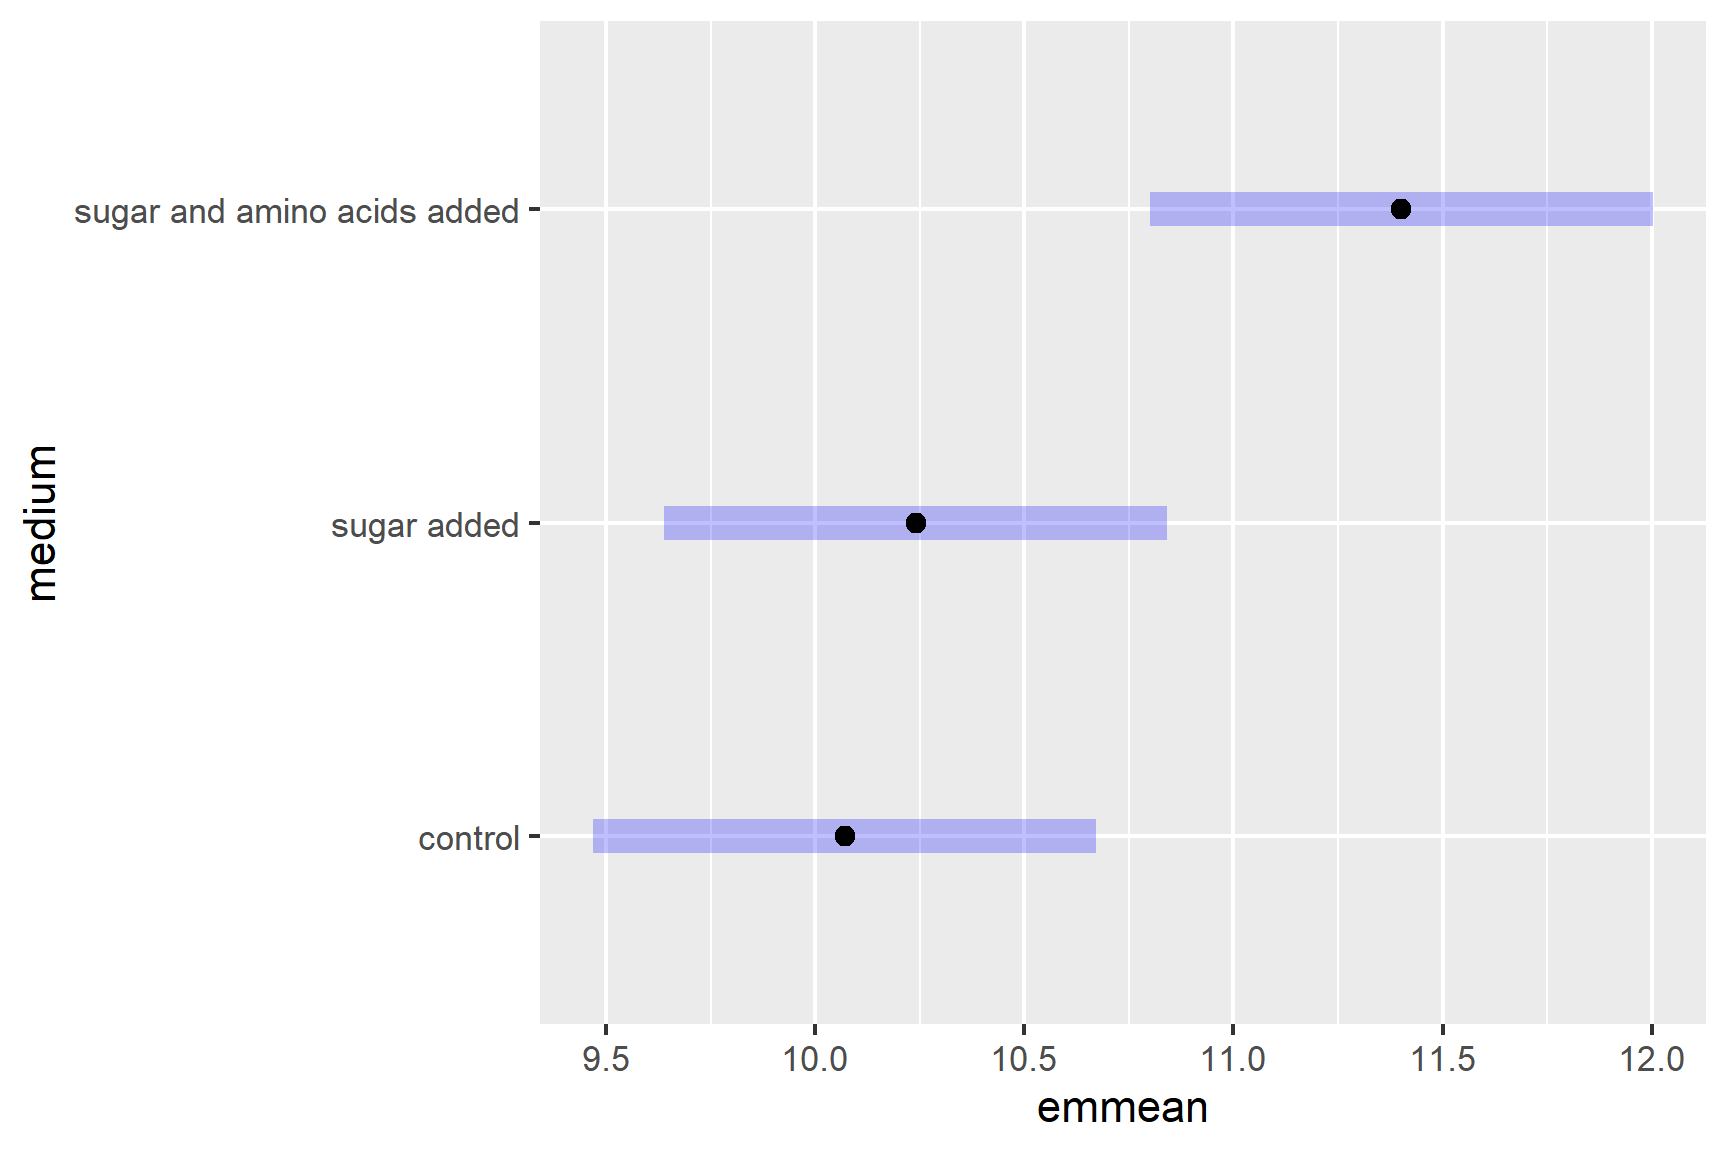 medium
sugar and amino acids added
sugar added
control
9.5 10.0 10.5 11.0 11.5 12.0
emmean